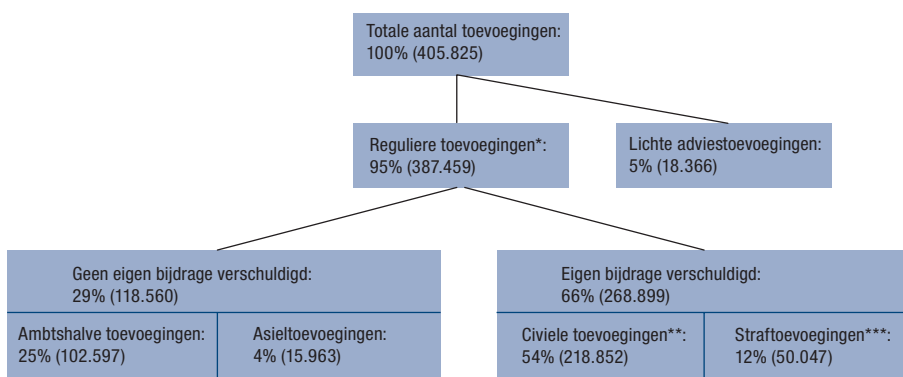 Totale aantal toevoegingen:
100% (405.825)
Reguliere toevoegingen*:
95% (387.459)
Lichte adviestoevoegingen:
5% (18.366)
Geen eigen bijdrage verschuldigd:
29% (118.560)
Ambtshalve toevoegingen:
25% (102.597)
Asieltoevoegingen:
4% (15.963)
Eigen bijdrage verschuldigd:
66% (268.899)
Civiele toevoegingen**:
54% (218.852)
Straftoevoegingen***:
12% (50.047)